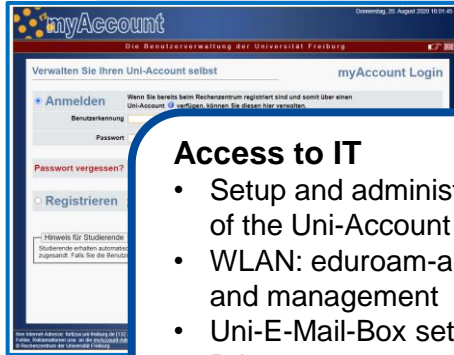 myAccount
Donnerstag, 20. August 2020 10:01:45
Die Benutzerverwaltung der Universität Freiburg
Verwalten Sie Ihren Uni-Account selbst
myAccount Login
Anmelden
Wenn Sie bereits beim Rechenzentrum registriert sind und somit über einen
Uni-Account verfügen, können Sie diesen hier verwalten.
Benutzerkennung
Passwort
Passwort vergessen?
Registrieren
Hinweis für Studierende
Studierende erhalten
zugesandt. Falls Sie die
Access to IT
• Setup and administ
of the Uni-Account
• WLAN: eduroam-a
and management
• Uni-E-Mail-Box set
Ihre Internet-Adresse:
Rechenzentrum der Universität Freiburg